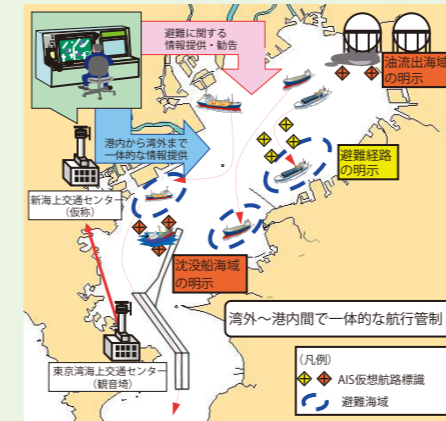 避難に関する
情報提供・勧告
油流出海域
の明示
港内から湾外まで
一体的な情報提供
避難経路
の明示
新海上交通センター
(仮称)
沈没船海域
の明示
湾外～港内間で一体的な航行管制
東京湾海上交通センター
(観音埼)
(凡例)
AIS仮想航路標識
避難海域